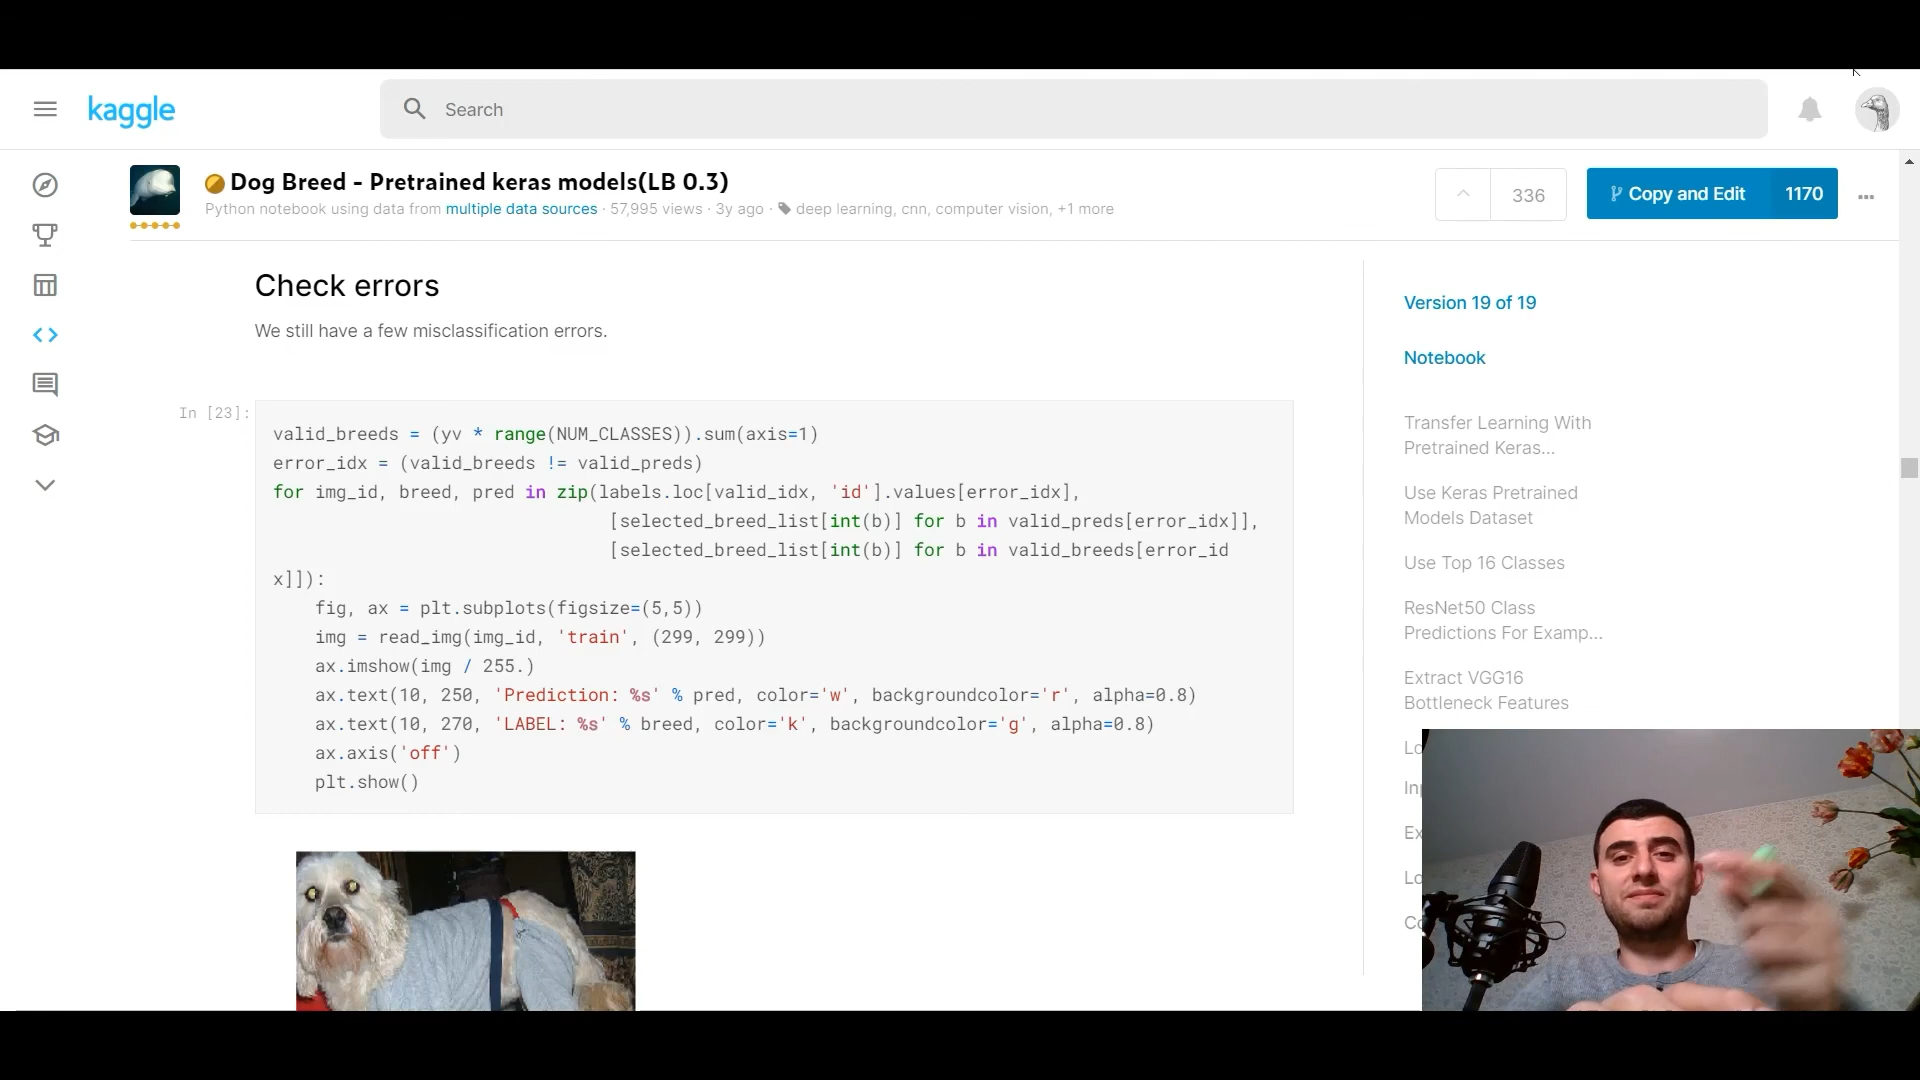 kaggle
Search
Dog Breed - Pretrained keras models(LB 0.3)
Python notebook using data from multiple data sources · 57,995 views · 3y ago · deep learning, cnn, computer vision, +1 more
336
Copy and Edit
1170
Check errors
We still have a few misclassification errors.
In [23]:
valid_breeds = (yv * range(NUM_CLASSES)).sum(axis=1)
error_idx = (valid_breeds != valid_preds)
for img_id, breed, pred in zip(labels.loc[valid_idx, 'id'].values[error_idx],
[selected_breed_list[int(b)] for b in valid_preds[error_idx]],
[selected_breed_list[int(b)] for b in valid_breeds[error_id
x]]):
fig, ax = plt.subplots(figsize=(5,5))
img = read_img(img_id, 'train', (299, 299))
ax.imshow(img / 255.)
ax.text(10, 250, 'Prediction: %s' % pred, color='w', backgroundcolor='r', alpha=0.8)
ax.text(10, 270, 'LABEL: %s' % breed, color='k', backgroundcolor='g', alpha=0.8)
ax.axis('off')
plt.show()
Version 19 of 19
Notebook
Transfer Learning With
Pretrained Keras...
Use Keras Pretrained
Models Dataset
Use Top 16 Classes
ResNet50 Class
Predictions For Examp...
Extract VGG16
Bottleneck Features